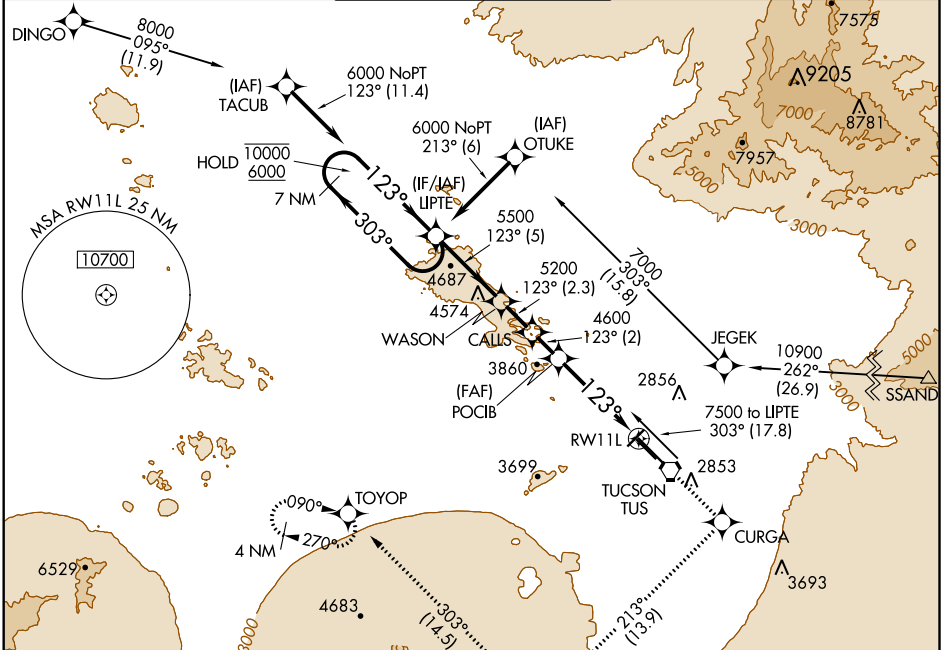 DINGO
8000
095°
(11.9)
(IAF)
TACUB
6000 NoPT
123° (11.4)
HOLD
10000
6000
7 NM
123°
303°
6000 NoPT
213° (6)
(IAF)
OTUKE
(IF/IAF)
LIPTE
7575
9205
7000
8781
7957
5000
3000
MSA RW11L 25 NM
10700
5500
123° (5)
4687
4574
5200
123° (2.3)
WASON
CALLS
4600
123° (2)
3860
(FAF)
POCIB
7000
303°
(15.8)
JEGEK
10900
262°
(26.9)
5000
SSAND
3000
2856
123°
7500 to LIPTE
303° (17.8)
RW11L
2853
TUCSON
TUS
3699
090°
TOYOP
270°
4 NM
CURGA
6529
3693
4683
3000
303°
(14.5)
213°
(13.9)